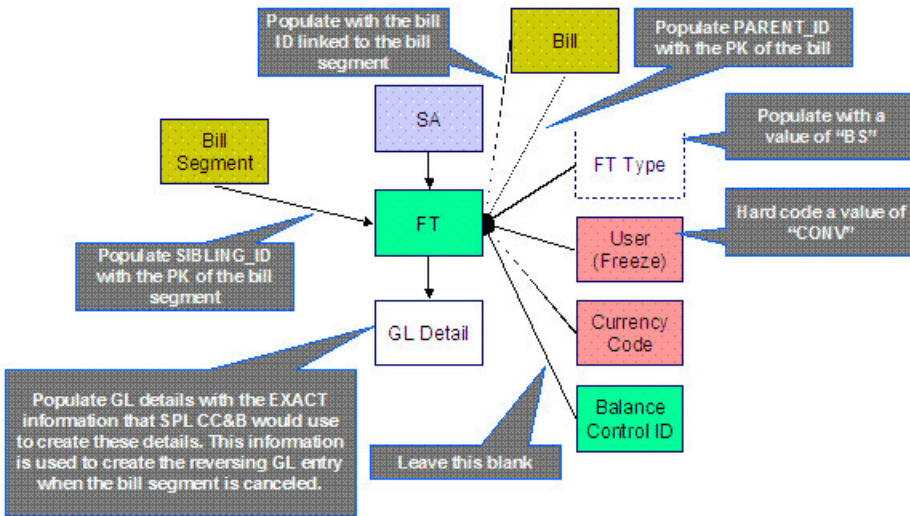 Populate with the bill
ID linked to the bill
segment
Bill
Populate PARENT_ID
with the PK of the bill
SA
Populate with a
value of “BS”
Bill
Segment
FT Type
FT
Hard code a value of
“CONV”
User
(Freeze)
Populate SIBLING_ID
with the PK of the bill
segment
GL Detail
Currency
Code
Populate GL details with the EXACT
information that SPL CC&B would use
to create these details. This information
is used to create the reversing GL entry
when the bill segment is canceled.
Balance
Control ID
Leave this blank